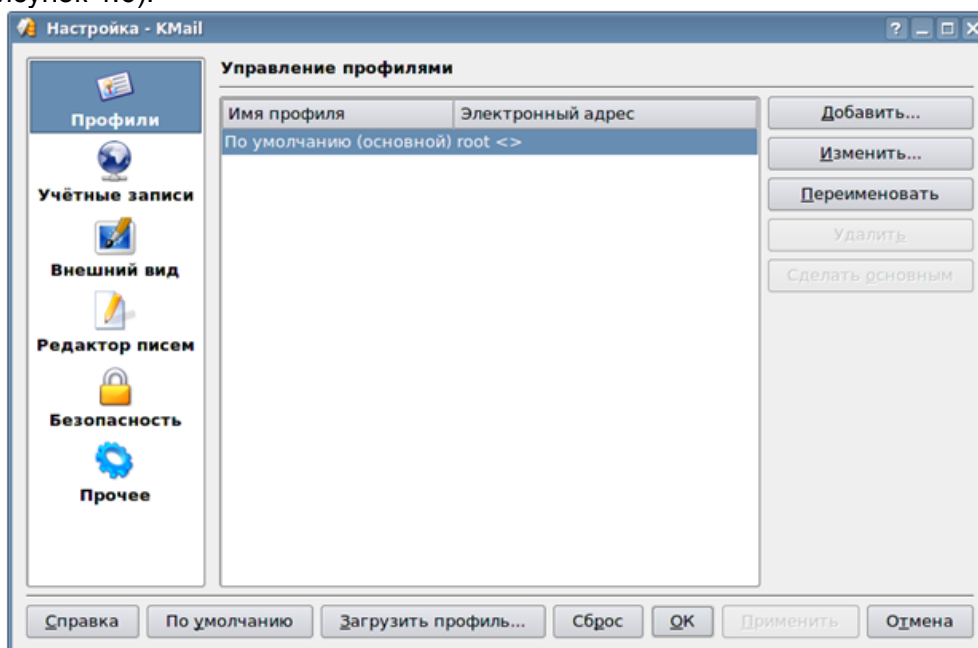 Настройка - KMail
Профили
Учётные записи
Внешний вид
Редактор писем
Безопасность
Прочее
Управление профилями
Имя профиля Электронный адрес
По умолчанию (основной) root <>
Добавить...
Изменить...
Переименовать
Удалить
Сделать основным
Справка По умолчанию Загрузить профиль... Сброс OK Применить Отмена